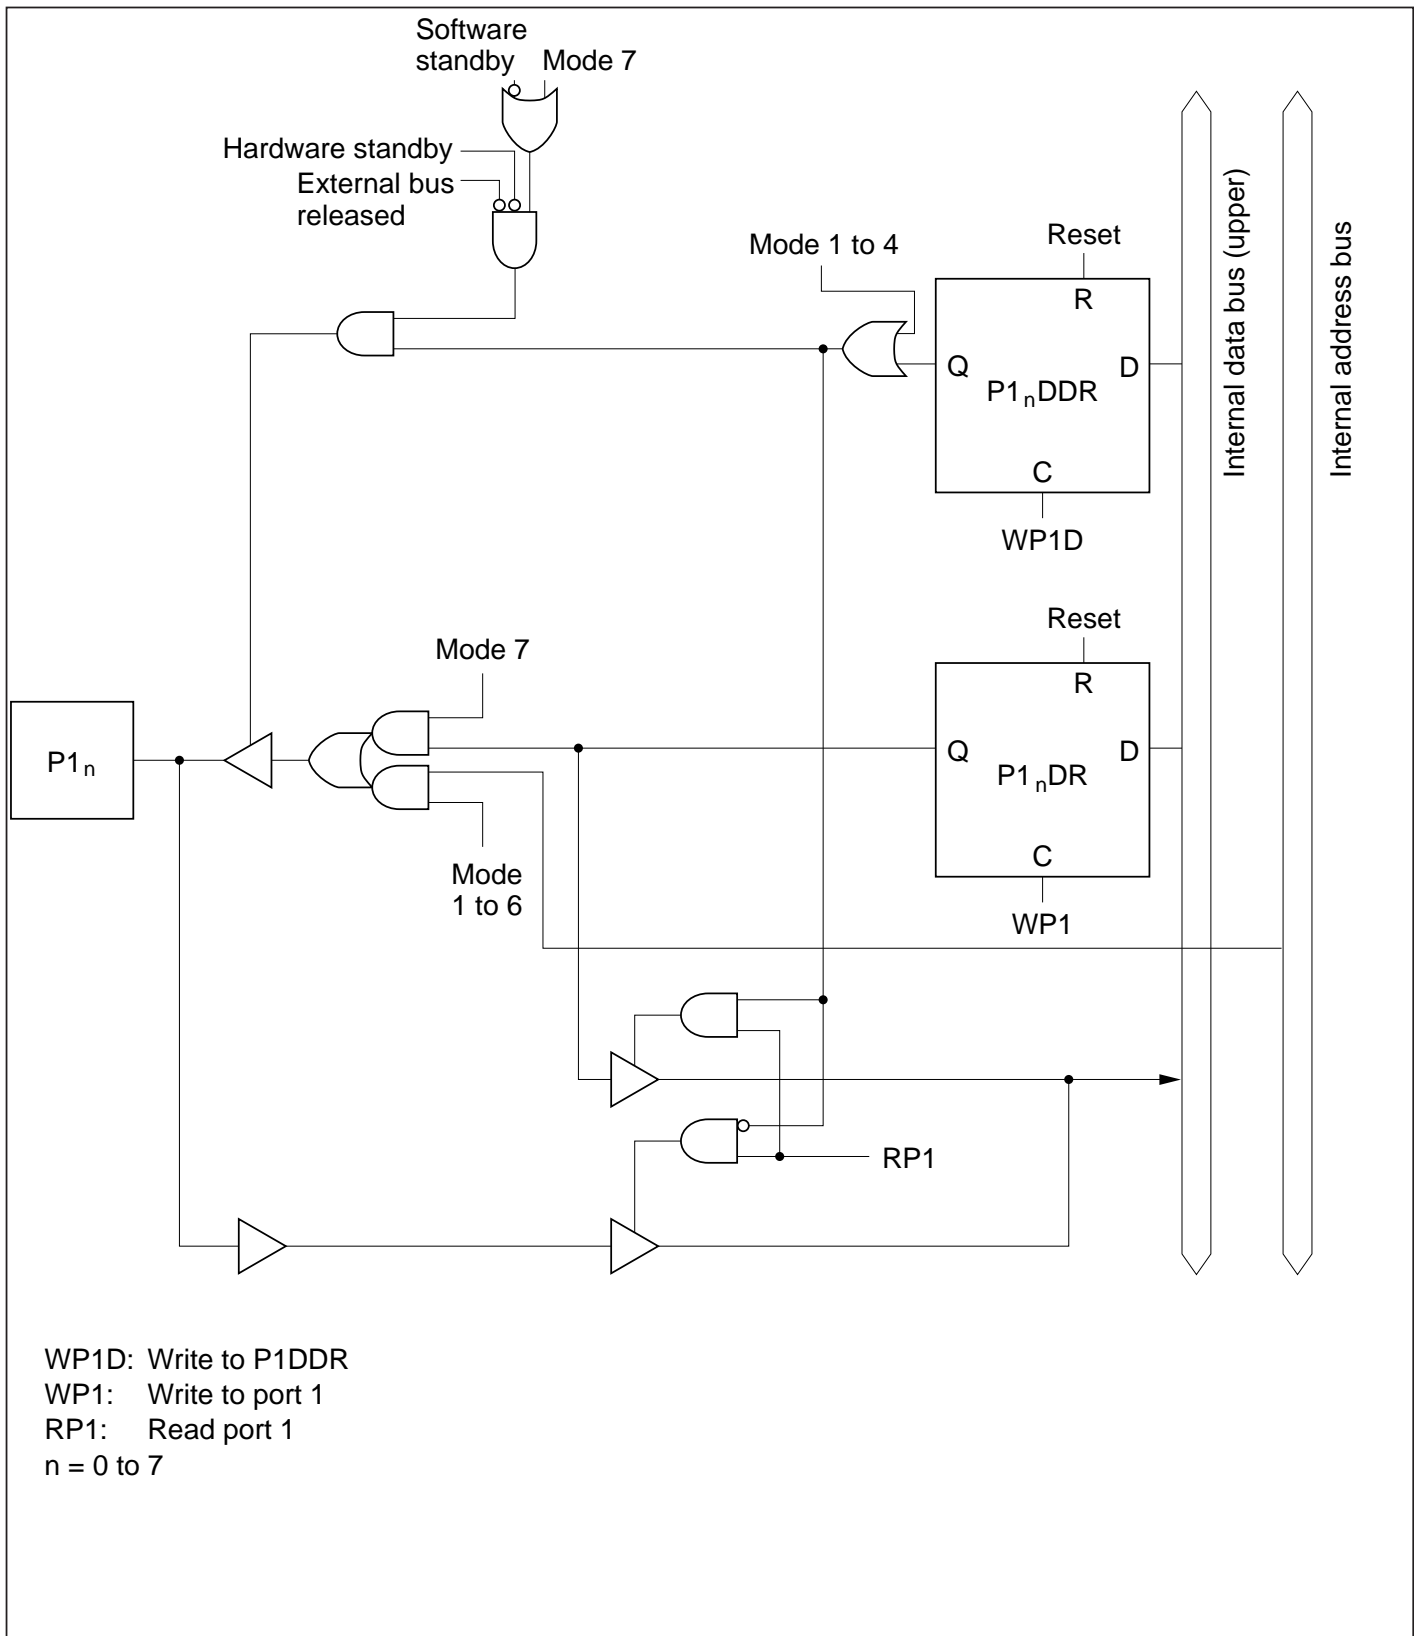 Software
standby
Mode 7
Hardware standby
External bus
released
Mode 1 to 4
Reset
R
Q
P1nDDR
D
C
WP1D
Internal data bus (upper)
Internal address bus
Reset
R
Mode 7
P1n
Q
P1nDR
D
C
WP1
Mode
1 to 6
RP1
WP1D: Write to P1DDR
WP1: Write to port 1
RP1: Read port 1
n = 0 to 7